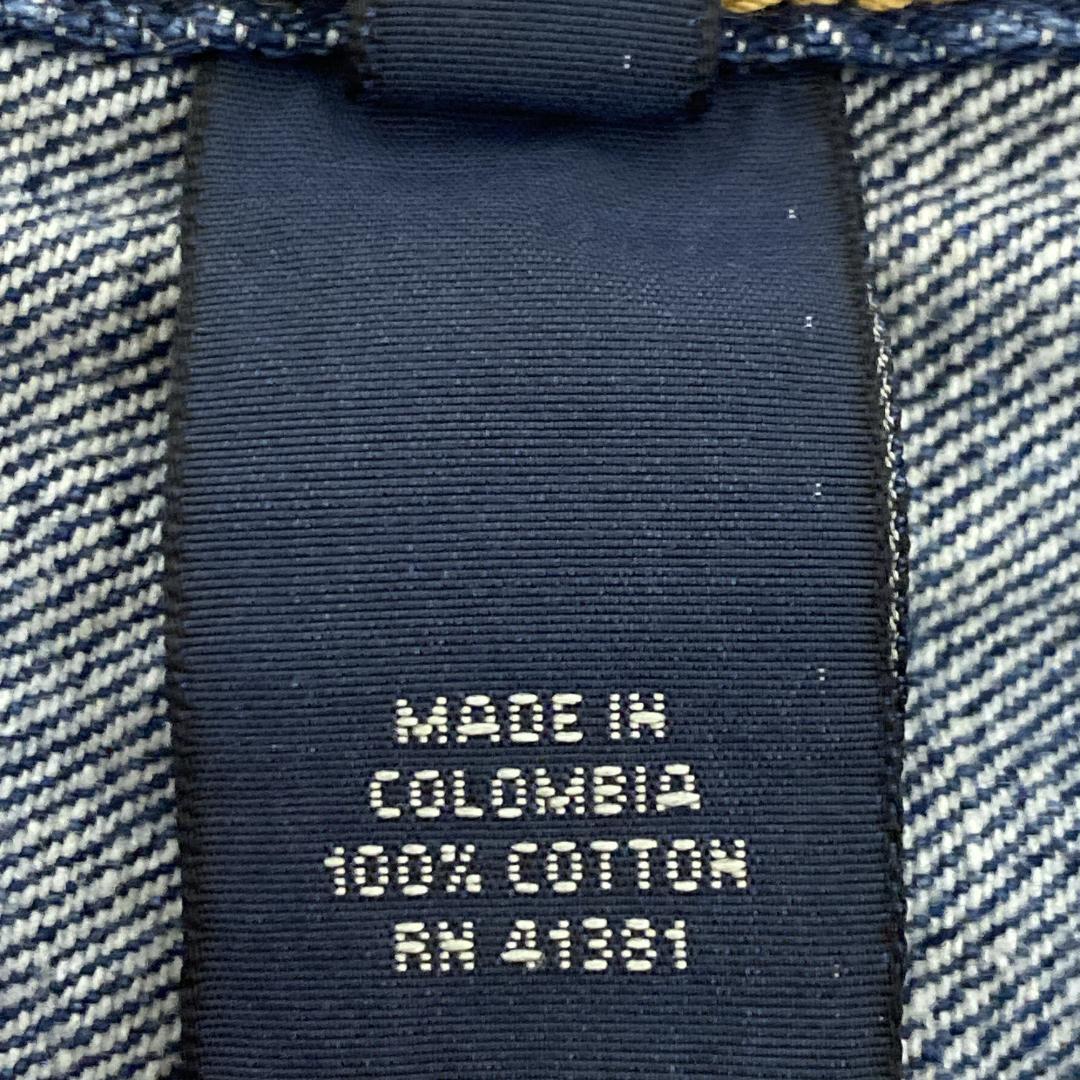 MADE IN
COLOMBIA
100% COTTON
RN 41381